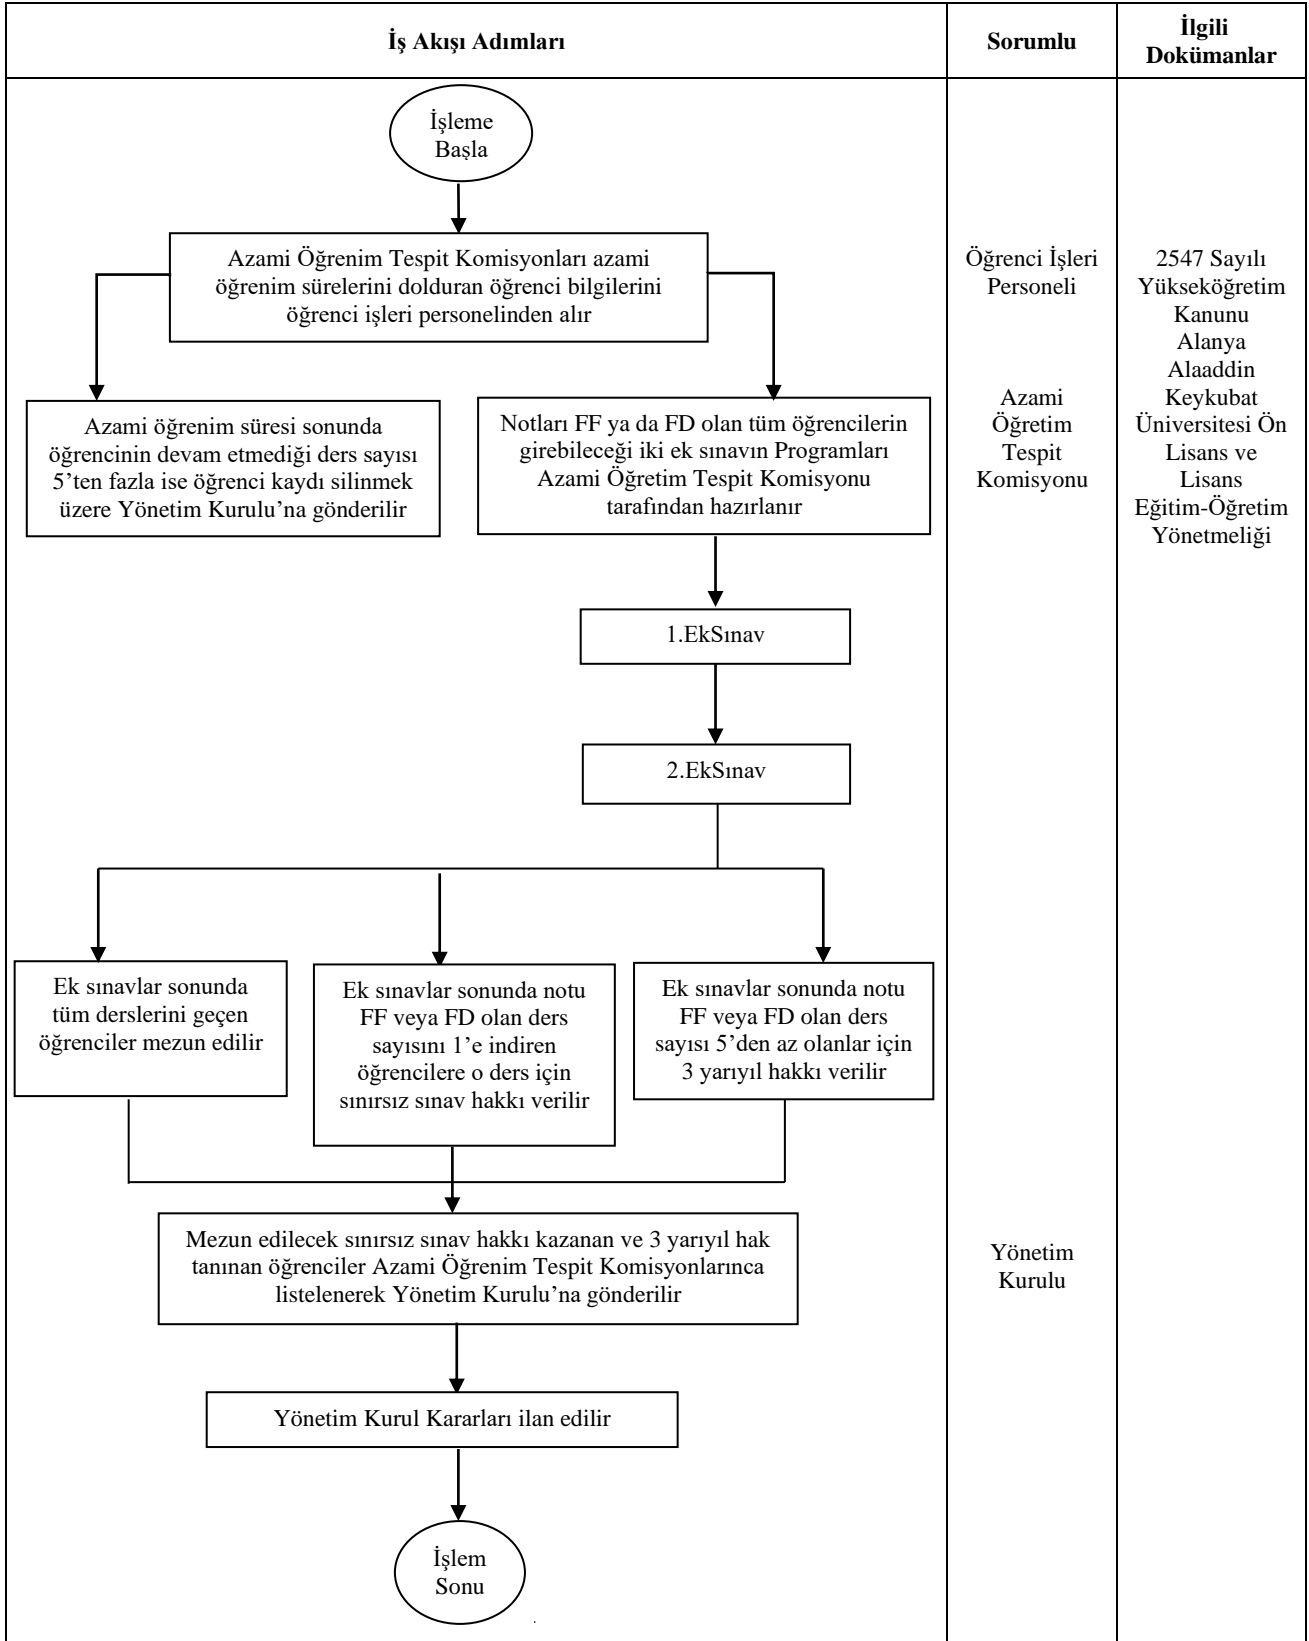 İş Akışı Adımları
Sorumlu
İlgili
Dokümanlar
İşleme
Başla
Azami Öğrenim Tespit Komisyonları azami
öğrenim sürelerini dolduran öğrenci bilgilerini
öğrenci işleri personelinden alır
Öğrenci İşleri
Personeli
2547 Sayılı
Yükseköğretim
Kanunu
Alanya
Alaaddin
Keykubat
Üniversitesi Ön
Lisans ve
Lisans
Eğitim-Öğretim
Yönetmeliği
Azami öğrenim süresi sonunda
öğrencinin devam etmediği ders sayısı
5’ten fazla ise öğrenci kaydı silinmek
üzere Yönetim Kurulu’na gönderilir
Notları FF ya da FD olan tüm öğrencilerin
girebileceği iki ek sınavın Programları
Azami Öğretim Tespit Komisyonu
tarafından hazırlanır
Azami
Öğretim
Tespit
Komisyonu
1.EkSınav
2.EkSınav
Ek sınavlar sonunda
tüm derslerini geçen
öğrenciler mezun edilir
Ek sınavlar sonunda notu
FF veya FD olan ders
sayısını 1’e indiren
öğrencilere o ders için
sınırsız sınav hakkı verilir
Ek sınavlar sonunda notu
FF veya FD olan ders
sayısı 5’den az olanlar için
3 yarıyıl hakkı verilir
Mezun edilecek sınırsız sınav hakkı kazanan ve 3 yarıyıl hak
tanınan öğrenciler Azami Öğrenim Tespit Komisyonlarınca
listelenerek Yönetim Kurulu’na gönderilir
Yönetim
Kurulu
Yönetim Kurul Kararları ilan edilir
İşlem
Sonu